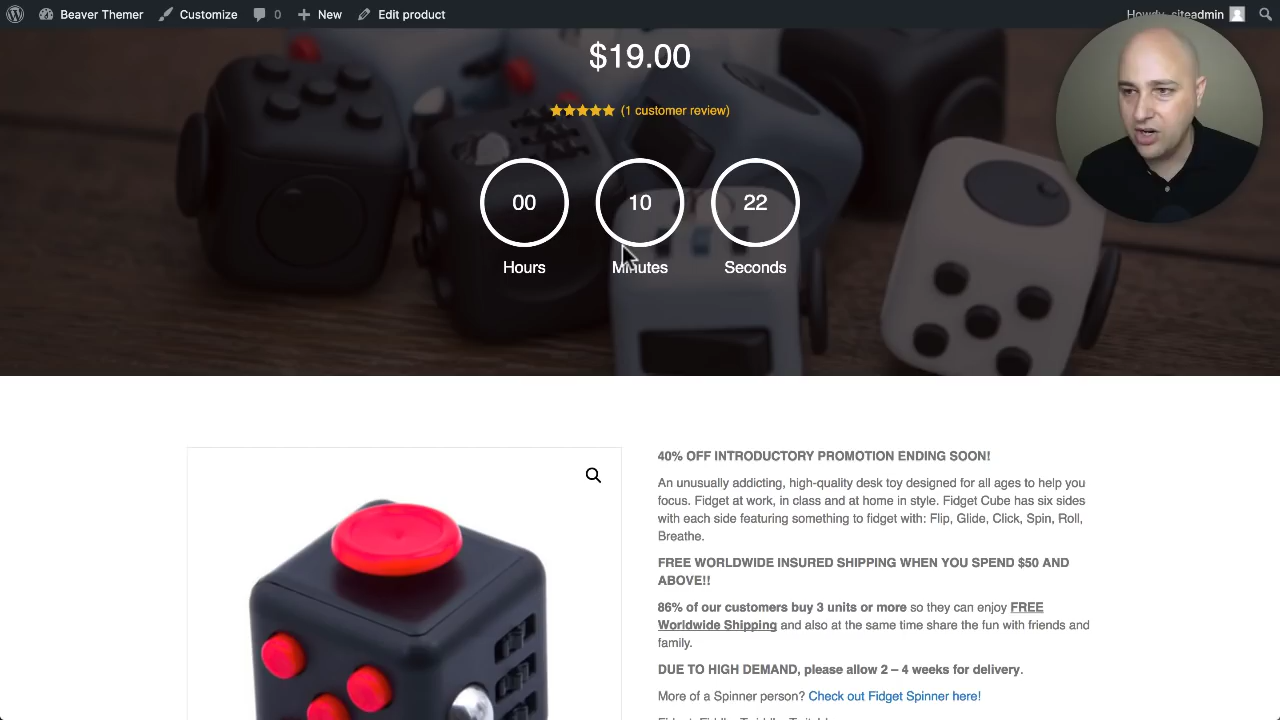 Beaver Themer Customize 0 New Edit product Howdy, siteadmin
$19.00
(1 customer review)
00 10 22
Hours Minutes Seconds
40% OFF INTRODUCTORY PROMOTION ENDING SOON!
An unusually addicting, high-quality desk toy designed for all ages to help you
focus. Fidget at work, in class and at home in style. Fidget Cube has six sides
with each side featuring something to fidget with: Flip, Glide, Click, Spin, Roll,
Breathe.
FREE WORLDWIDE INSURED SHIPPING WHEN YOU SPEND $50 AND
ABOVE!!
86% of our customers buy 3 units or more so they can enjoy FREE
Worldwide Shipping and also at the same time share the fun with friends and
family.
DUE TO HIGH DEMAND, please allow 2 – 4 weeks for delivery.
More of a Spinner person? Check out Fidget Spinner here!